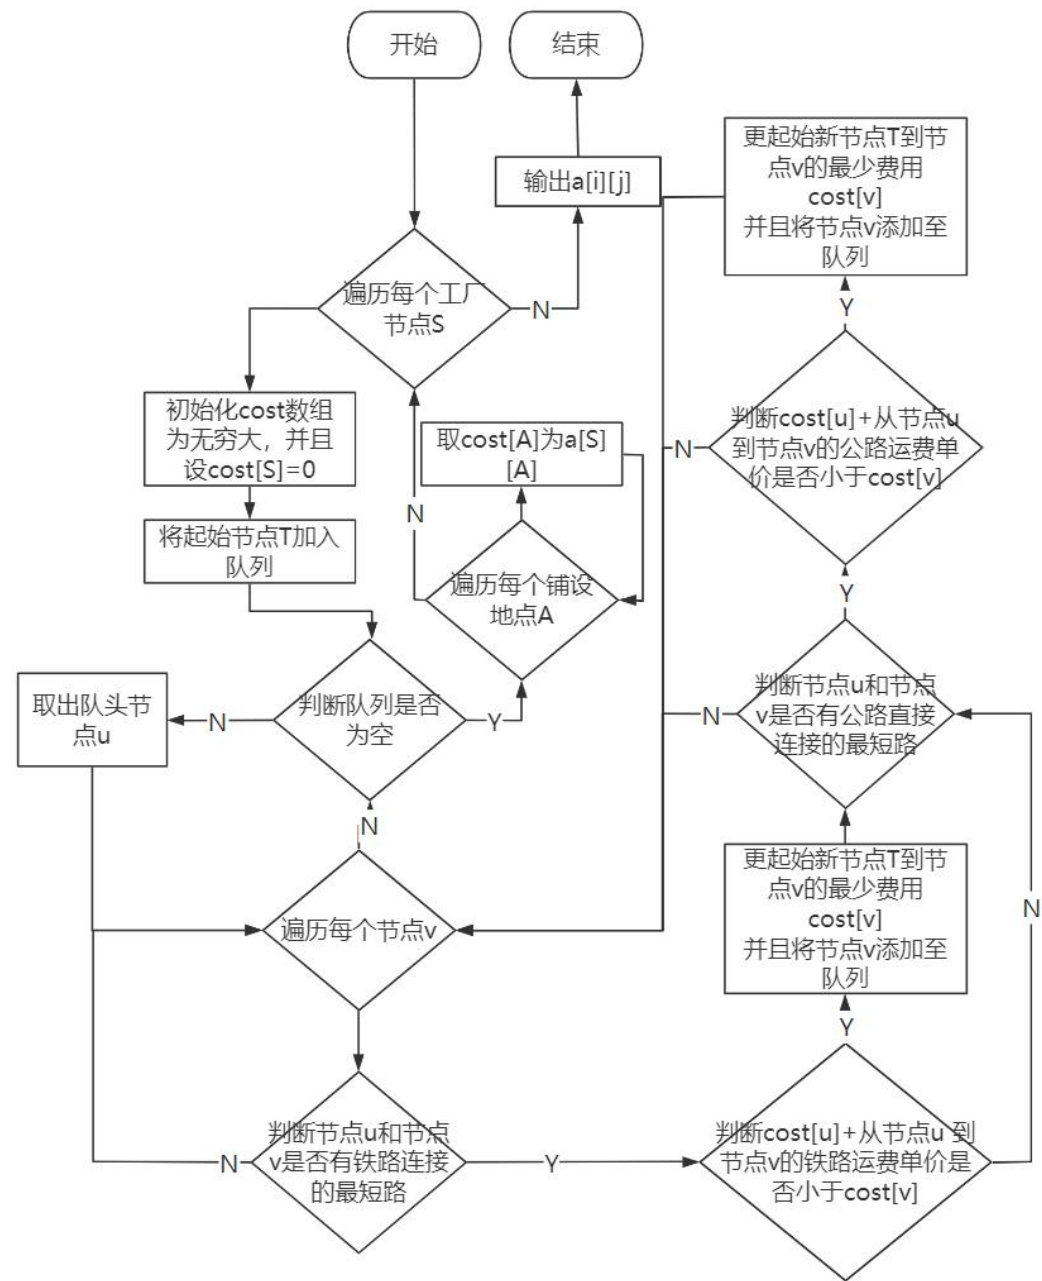 开始
结束
更起始新节点T到节
点v的最少费用
cost[v]
并且将节点v添加至
队列
输出a[i][j]
遍历每个工厂
节点S
N
Y
初始化cost数组
为无穷大，并且
设cost[S]=0
取cost[A]为a[S]
[A]
判断cost[u]+从节点u
到节点v的公路运费单
价是否小于cost[v]
N
N
将起始节点T加入
队列
遍历每个铺设
地点A
Y
取出队头节
点u
N
判断队列是否
为空
Y
N
判断节点u和节点
v是否有公路直接
连接的最短路
N
更起始新节点T到节
点v的最少费用
cost[v]
并且将节点v添加至
队列
N
遍历每个节点v
Y
N
判断节点u和节点
v是否有铁路连接
的最短路
Y
判断cost[u]+从节点u 到
节点v的铁路运费单价是
否小于cost[v]